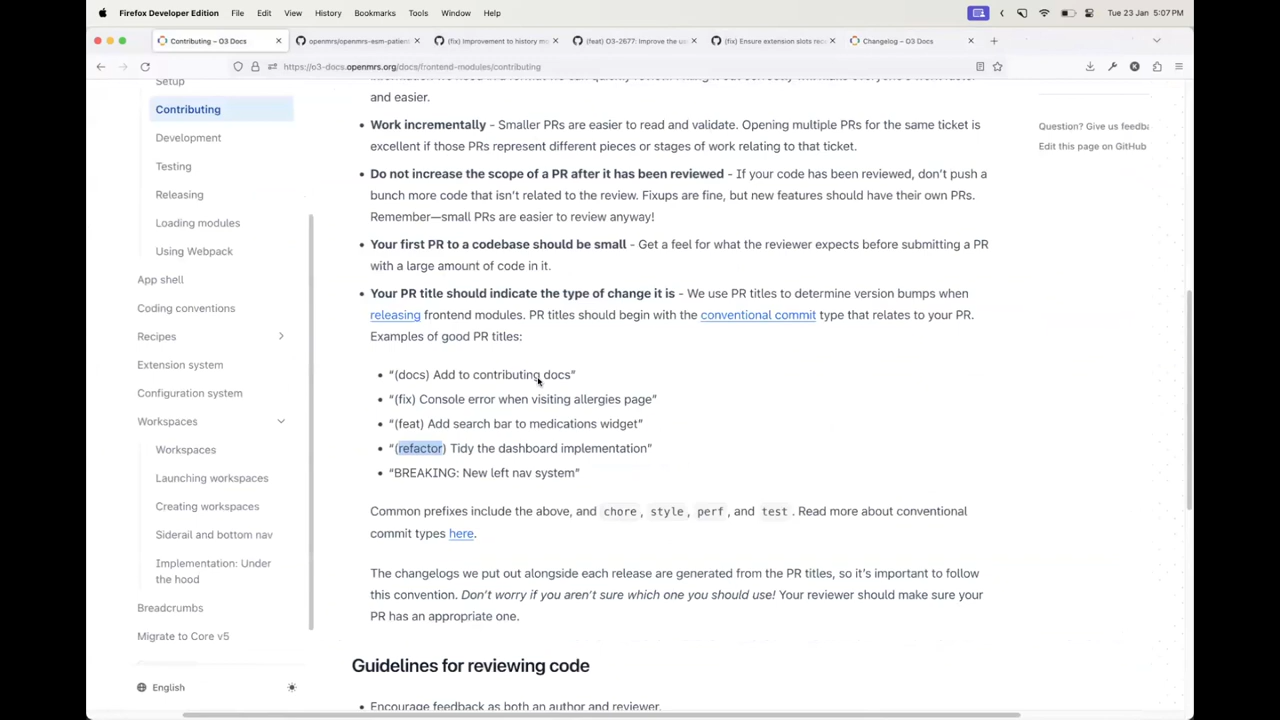 Firefox Developer Edition File Edit View History Bookmarks Tools Window Help Tue 23 Jan 5:07PM
Contributing – O3 Docs openmrs/openmrs-esm-patient (fix) Improvement to history m (feat) O3-2677: Improve the us (fix) Ensure extension slots rec Changelog – O3 Docs
https://o3-docs.openmrs.org/docs/frontend-modules/contributing
Setup
Contributing
Development
Testing
Releasing
Loading modules
Using Webpack
App shell
Coding conventions
Recipes
Extension system
Configuration system
Workspaces
Workspaces
Launching workspaces
Creating workspaces
Siderail and bottom nav
Implementation: Under
the hood
Breadcrumbs
Migrate to Core v5
English
and easier.
• Work incrementally - Smaller PRs are easier to read and validate. Opening multiple PRs for the same ticket is
excellent if those PRs represent different pieces or stages of work relating to that ticket.
• Do not increase the scope of a PR after it has been reviewed - If your code has been reviewed, don’t push a
bunch more code that isn’t related to the review. Fixups are fine, but new features should have their own PRs.
Remember—small PRs are easier to review anyway!
• Your first PR to a codebase should be small - Get a feel for what the reviewer expects before submitting a PR
with a large amount of code in it.
• Your PR title should indicate the type of change it is - We use PR titles to determine version bumps when
releasing frontend modules. PR titles should begin with the conventional commit type that relates to your PR.
Examples of good PR titles:
• “(docs) Add to contributing docs”
• “(fix) Console error when visiting allergies page”
• “(feat) Add search bar to medications widget”
• “(refactor) Tidy the dashboard implementation”
• “BREAKING: New left nav system”
Common prefixes include the above, and chore, style, perf, and test. Read more about conventional
commit types here.
The changelogs we put out alongside each release are generated from the PR titles, so it’s important to follow
this convention. Don’t worry if you aren’t sure which one you should use! Your reviewer should make sure your
PR has an appropriate one.
Guidelines for reviewing code
• Encourage feedback as both an author and reviewer.
Question? Give us feedba
Edit this page on GitHub